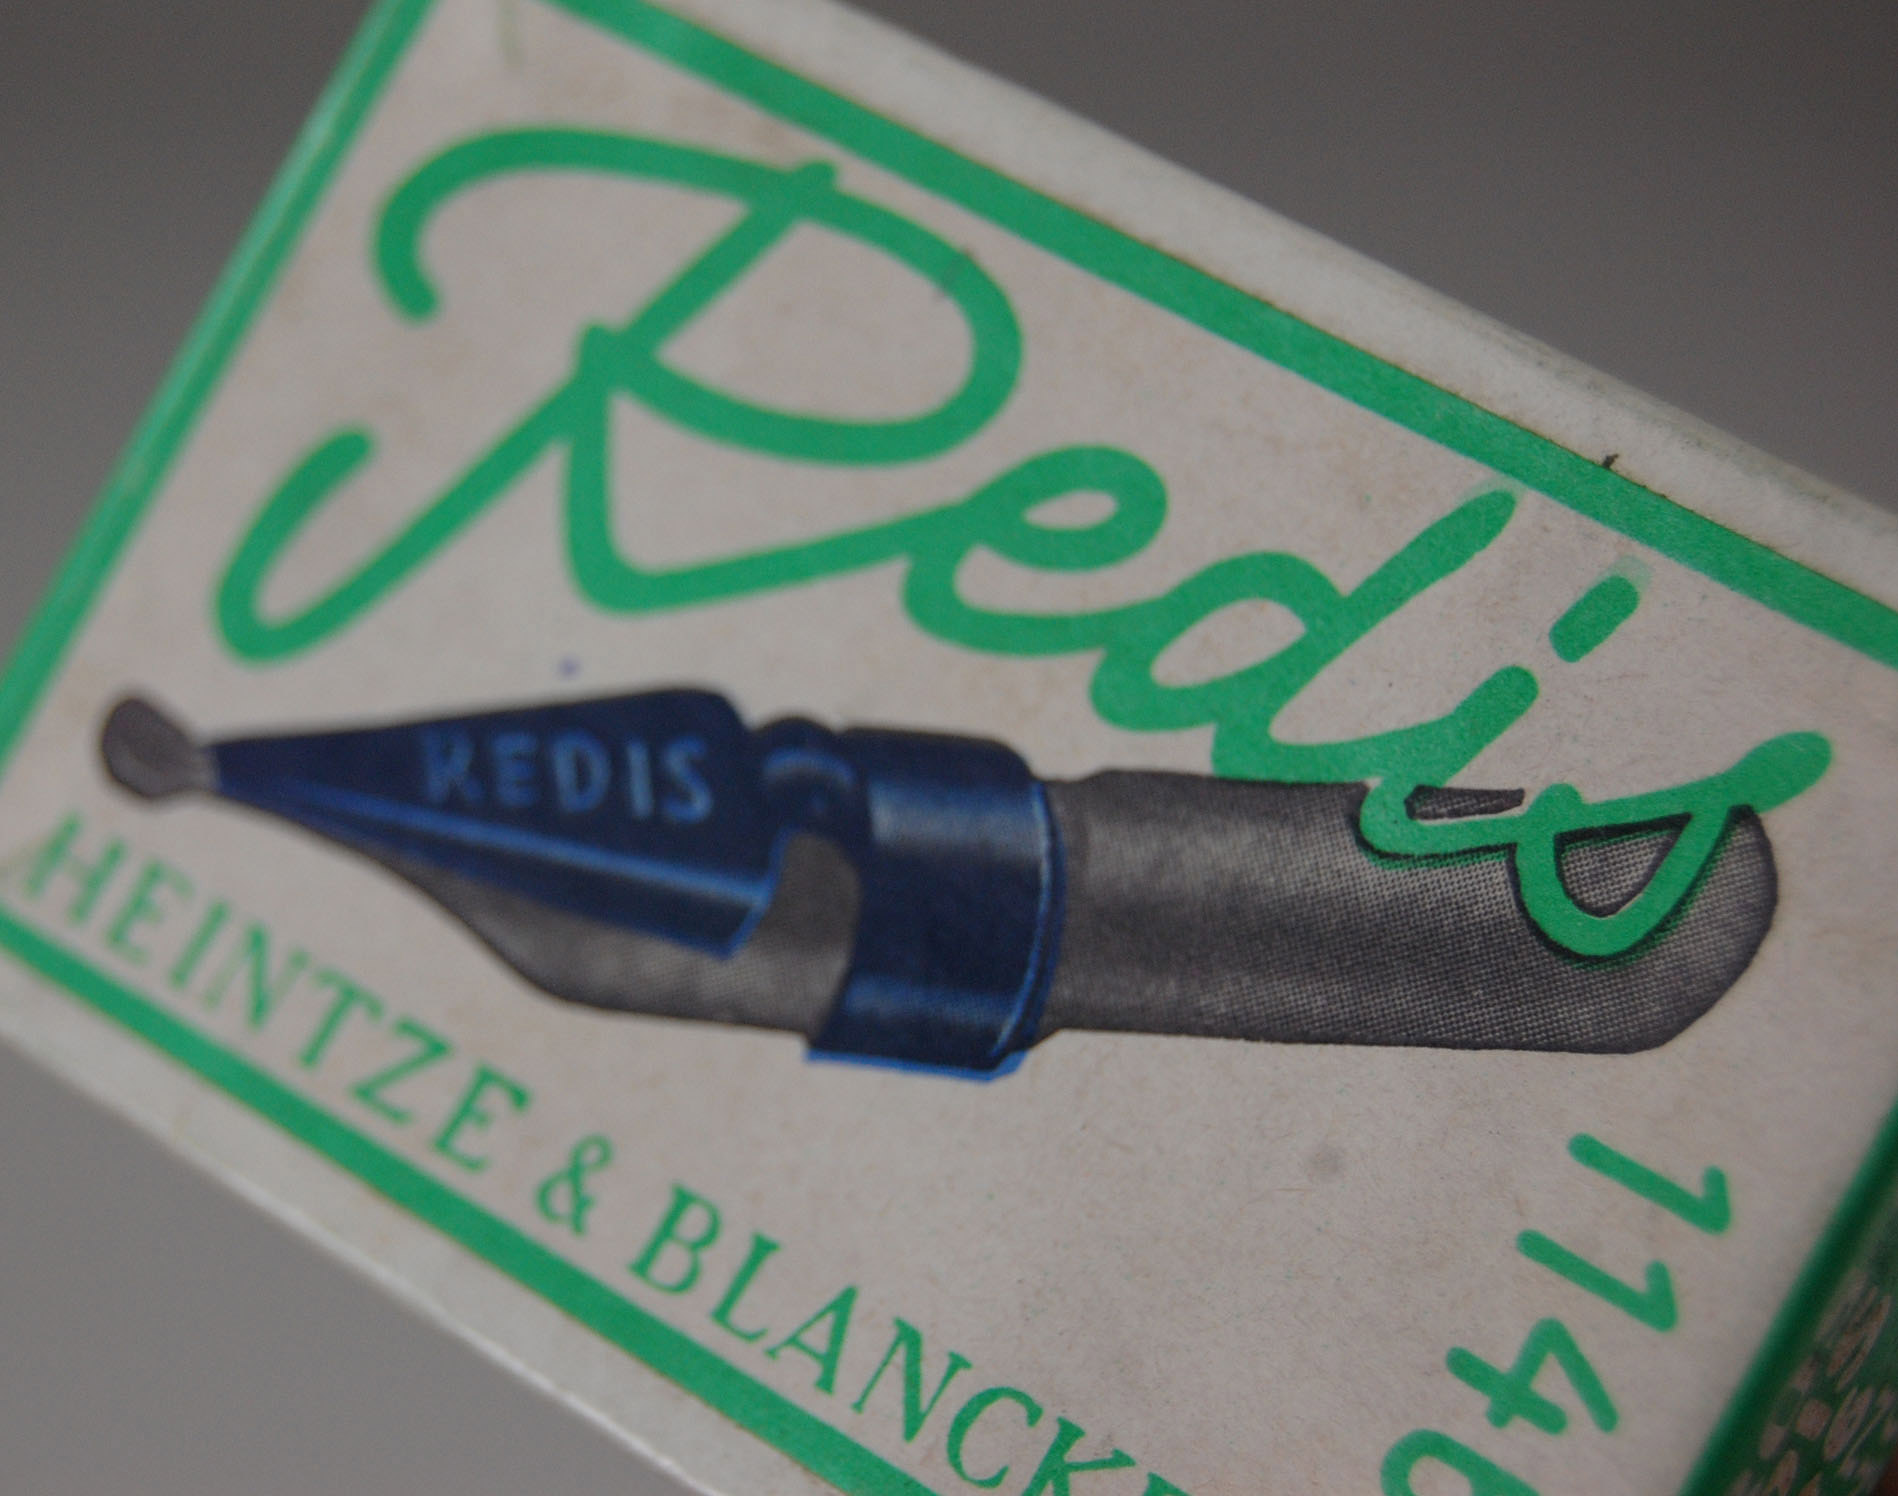 Redis
REDIS
HEINTZE & BLANCK
114